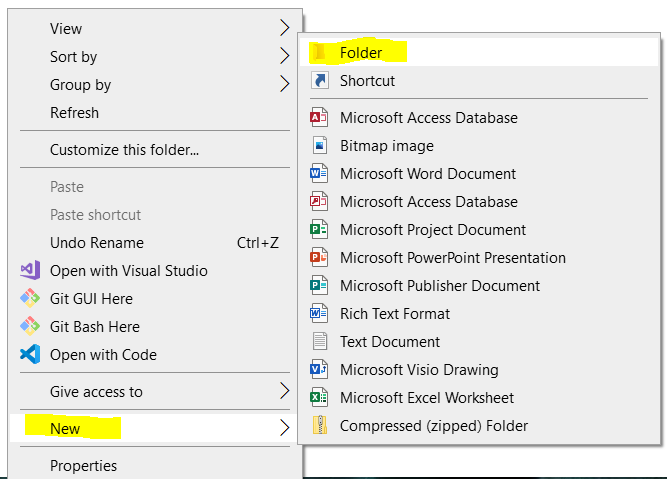 View
Sort by
Group by
Refresh
Customize this folder...
Paste
Paste shortcut
Undo Rename Ctrl+Z
Open with Visual Studio
Git GUI Here
Git Bash Here
Open with Code
Give access to
New
Properties
Folder
Shortcut
Microsoft Access Database
Bitmap image
Microsoft Word Document
Microsoft Access Database
Microsoft Project Document
Microsoft PowerPoint Presentation
Microsoft Publisher Document
Rich Text Format
Text Document
Microsoft Visio Drawing
Microsoft Excel Worksheet
Compressed (zipped) Folder